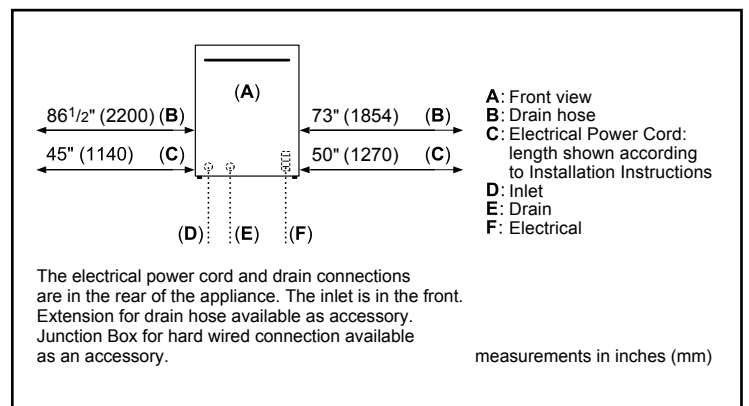 (A)
86 1/2" (2200) (B)
73" (1854) (B)
45" (1140) (C)
50" (1270) (C)
(D) (E) (F)
A: Front view
B: Drain hose
C: Electrical Power Cord:
length shown according
to Installation Instructions
D: Inlet
E: Drain
F: Electrical
The electrical power cord and drain connections
are in the rear of the appliance. The inlet is in the front.
Extension for drain hose available as accessory.
Junction Box for hard wired connection available
as an accessory.
measurements in inches (mm)